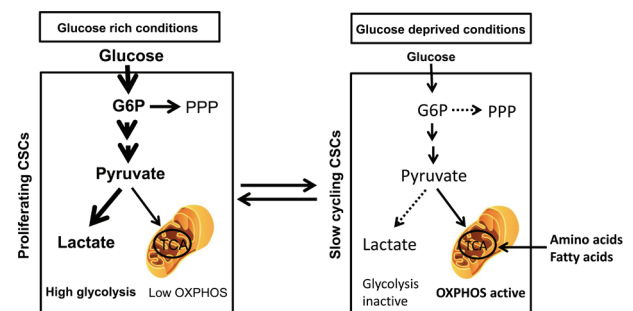 Glucose rich conditions
Glucose
G6P
PPP
Pyruvate
Lactate
TCA
High glycolysis
Low OXPHOS
Proliferating CSCs
Glucose deprived conditions
Glucose
G6P
PPP
Pyruvate
Lactate
TCA
Amino acids
Fatty acids
Glycolysis
inactive
OXPHOS active
Slow cycling CSCs